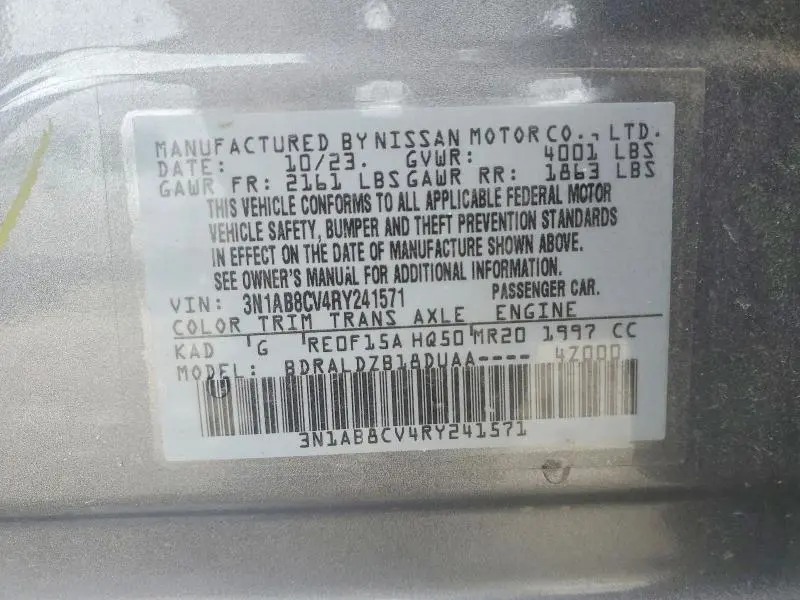 MANUFACTURED BY NISSAN MOTOR CO., LTD.
DATE: 10/23. GVWR: 4001 LBS
GAWR FR: 2161 LBS GAWR RR: 1863 LBS
THIS VEHICLE CONFORMS TO ALL APPLICABLE FEDERAL MOTOR
VEHICLE SAFETY, BUMPER AND THEFT PREVENTION STANDARDS
IN EFFECT ON THE DATE OF MANUFACTURE SHOWN ABOVE.
SEE OWNER'S MANUAL FOR ADDITIONAL INFORMATION.
VIN: 3N1AB8CV4RY241571 PASSENGER CAR.
COLOR TRIM TRANS AXLE ENGINE
KAD G RE0F15A HQ50 MR20 1997 CC
MODEL: BDRALDZB18DUAA---- 4Z000
3N1AB8CV4RY241571